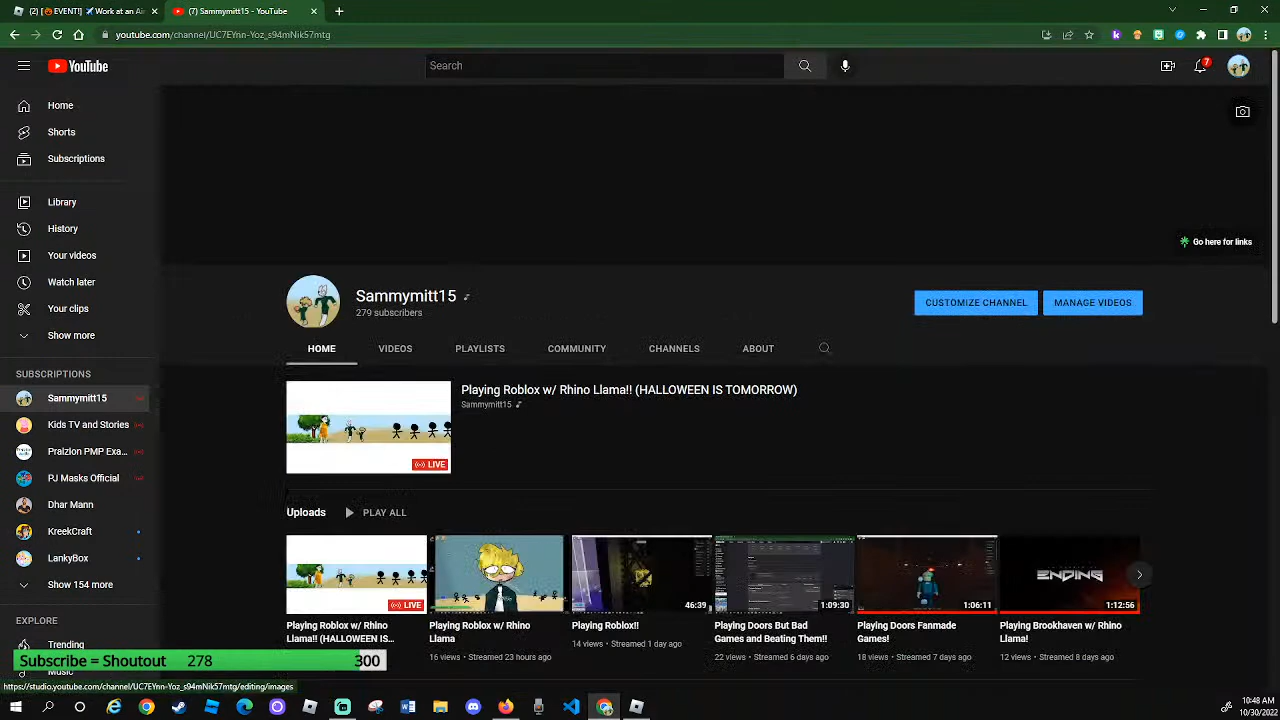 (2) [🎃 EVENT!] ✈️Work at an Air
(7) Sammymitt15 - YouTube
youtube.com/channel/UC7EYnn-Yoz_s94mNik57mtg
YouTube
Search
7
Home
Shorts
Subscriptions
Library
History
Your videos
Watch later
Your clips
Show more
SUBSCRIPTIONS
Sammymitt15
Kids TV and Stories
PraIzIon PMP Exa...
PJ Masks Official
Dhar Mann
KreekCraft
LankyBox
Show 154 more
EXPLORE
Trending
Music
Go here for links
Sammymitt15
279 subscribers
CUSTOMIZE CHANNEL
MANAGE VIDEOS
HOME
VIDEOS
PLAYLISTS
COMMUNITY
CHANNELS
ABOUT
LIVE
Playing Roblox w/ Rhino Llama!! (HALLOWEEN IS TOMORROW)
Sammymitt15
Uploads
PLAY ALL
LIVE
Playing Roblox w/ Rhino
Llama!! (HALLOWEEN IS...
Playing Roblox w/ Rhino
Llama
16 views • Streamed 23 hours ago
46:39
Playing Roblox!!
14 views • Streamed 1 day ago
1:09:30
Playing Doors But Bad
Games and Beating Them!!
22 views • Streamed 6 days ago
1:06:11
Playing Doors Fanmade
Games!
18 views • Streamed 7 days ago
ENDING
1:12:56
Playing Brookhaven w/ Rhino
Llama!
12 views • Streamed 8 days ago
Subscribe = Shoutout 278 300
https://studio.youtube.com/channel/UC7EYnn-Yoz_s94mNik57mtg/editing/images
10:48 AM
10/30/2022